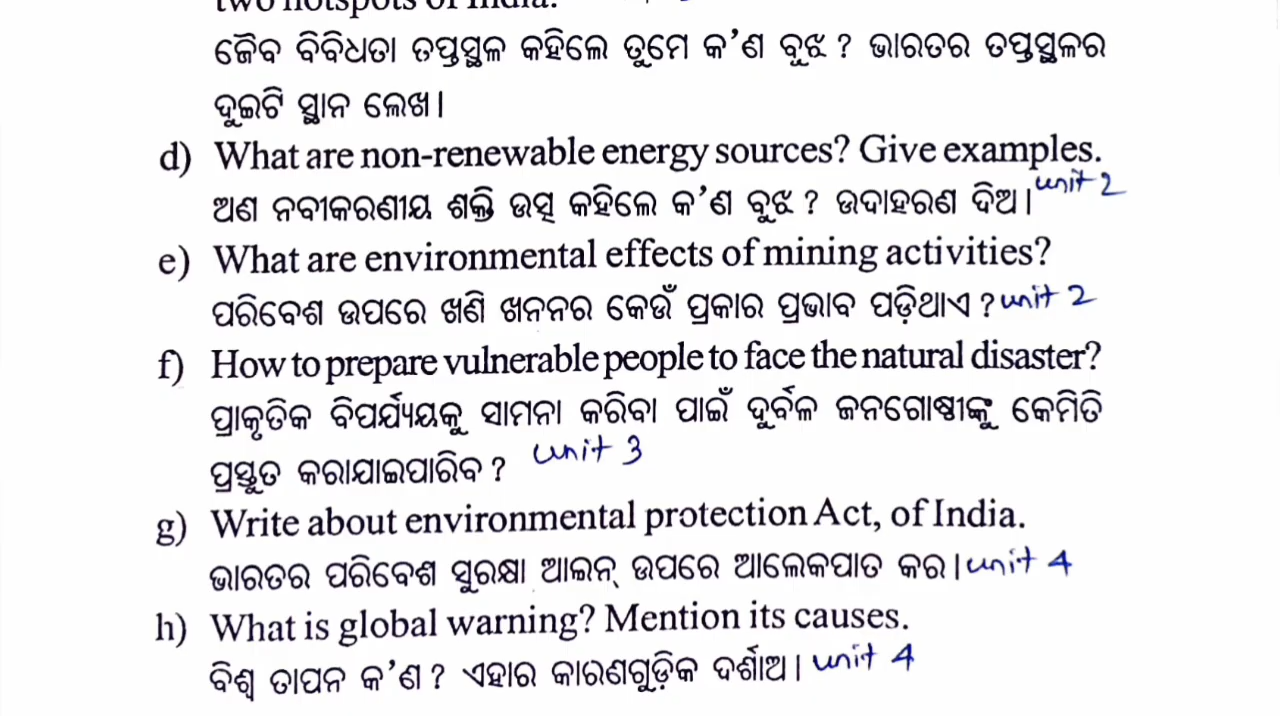 two hotspots of India.
ଜୈବ ବିବିଧତା ତପ୍ତସ୍ଥଳ କହିଲେ ତୁମେ କ'ଣ ବୁଝ ? ଭାରତର ତପ୍ତସ୍ଥଳର
ଦୁଇଟି ସ୍ଥାନ ଲେଖ।
d) What are non-renewable energy sources? Give examples.
ଅଣ ନବୀକରଣୀୟ ଶକ୍ତି ଉତ୍ସ କହିଲେ କ'ଣ ବୁଝ ? ଉଦାହରଣ ଦିଅ। unit 2
e) What are environmental effects of mining activities?
ପରିବେଶ ଉପରେ ଖଣି ଖନନର କେଉଁ ପ୍ରକାର ପ୍ରଭାବ ପଡ଼ିଥାଏ ? unit 2
f) How to prepare vulnerable people to face the natural disaster?
ପ୍ରାକୃତିକ ବିପର୍ଯ୍ୟୟକୁ ସାମନା କରିବା ପାଇଁ ଦୁର୍ବଳ ଜନଗୋଷ୍ଠୀଙ୍କୁ କେମିତି
ପ୍ରସ୍ତୁତ କରାଯାଇପାରିବ ? unit 3
g) Write about environmental protection Act, of India.
ଭାରତର ପରିବେଶ ସୁରକ୍ଷା ଆଇନ୍ ଉପରେ ଆଲେକପାତ କର। unit 4
h) What is global warning? Mention its causes.
ବିଶ୍ୱ ତାପନ କ'ଣ ? ଏହାର କାରଣଗୁଡ଼ିକ ଦର୍ଶାଅ। unit 4